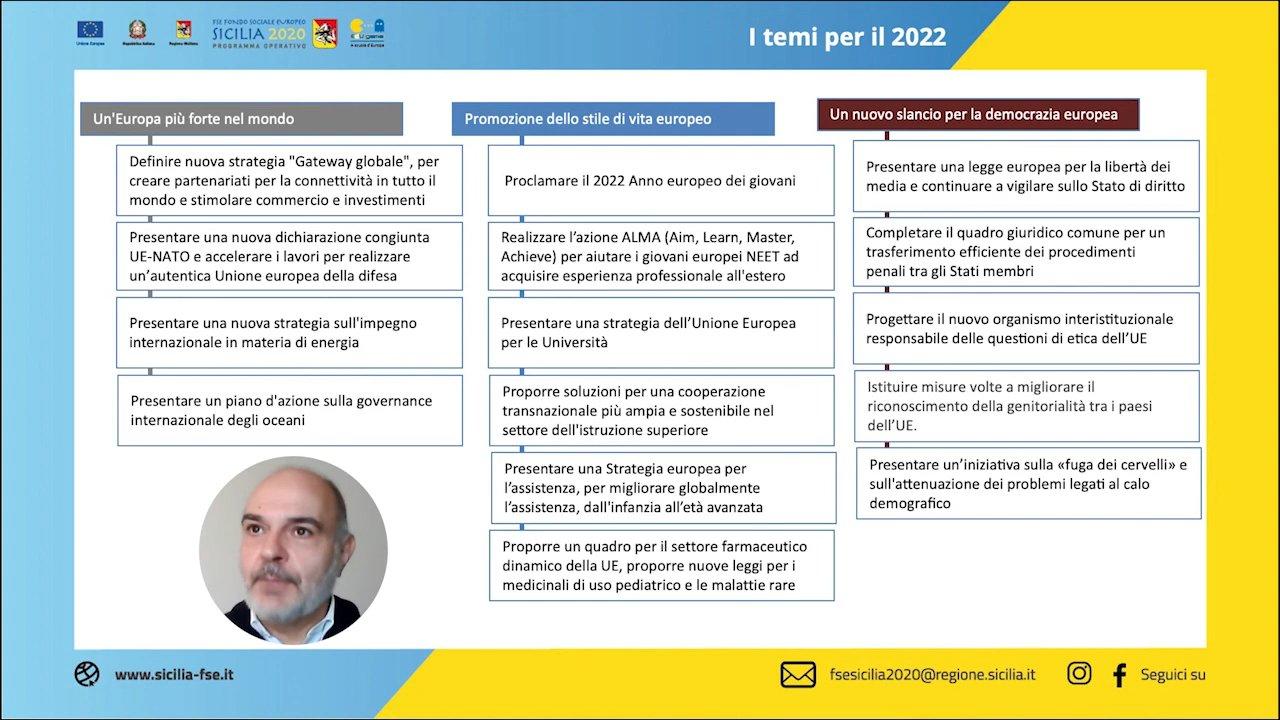 Unione Europea
Repubblica Italiana
Regione Siciliana
FSE FONDO SOCIALE EUROPEO
SICILIA 2020
PROGRAMMA OPERATIVO
I temi per il 2022
Un'Europa più forte nel mondo
Definire nuova strategia "Gateway globale", per
creare partenariati per la connettività in tutto il
mondo e stimolare commercio e investimenti
Presentare una nuova dichiarazione congiunta
UE-NATO e accelerare i lavori per realizzare
un’autentica Unione europea della difesa
Presentare una nuova strategia sull'impegno
internazionale in materia di energia
Presentare un piano d'azione sulla governance
internazionale degli oceani
Promozione dello stile di vita europeo
Proclamare il 2022 Anno europeo dei giovani
Realizzare l’azione ALMA (Aim, Learn, Master,
Achieve) per aiutare i giovani europei NEET ad
acquisire esperienza professionale all'estero
Presentare una strategia dell’Unione Europea
per le Università
Proporre soluzioni per una cooperazione
transnazionale più ampia e sostenibile nel
settore dell'istruzione superiore
Presentare una Strategia europea per
l’assistenza, per migliorare globalmente
l’assistenza, dall'infanzia all’età avanzata
Proporre un quadro per il settore farmaceutico
dinamico della UE, proporre nuove leggi per i
medicinali di uso pediatrico e le malattie rare
Un nuovo slancio per la democrazia europea
Presentare una legge europea per la libertà dei
media e continuare a vigilare sullo Stato di diritto
Completare il quadro giuridico comune per un
trasferimento efficiente dei procedimenti
penali tra gli Stati membri
Progettare il nuovo organismo interistituzionale
responsabile delle questioni di etica dell’UE
Istituire misure volte a migliorare il
riconoscimento della genitorialità tra i paesi
dell’UE.
Presentare un’iniziativa sulla «fuga dei cervelli» e
sull'attenuazione dei problemi legati al calo
demografico
www.sicilia-fse.it
fsesicilia2020@regione.sicilia.it
Seguici su